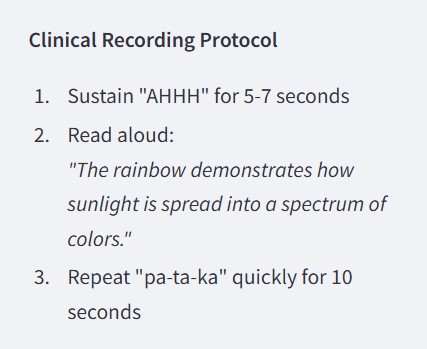 Clinical Recording Protocol
1. Sustain "AHHH" for 5-7 seconds
2. Read aloud:
"The rainbow demonstrates how
sunlight is spread into a spectrum of
colors."
3. Repeat "pa-ta-ka" quickly for 10
seconds